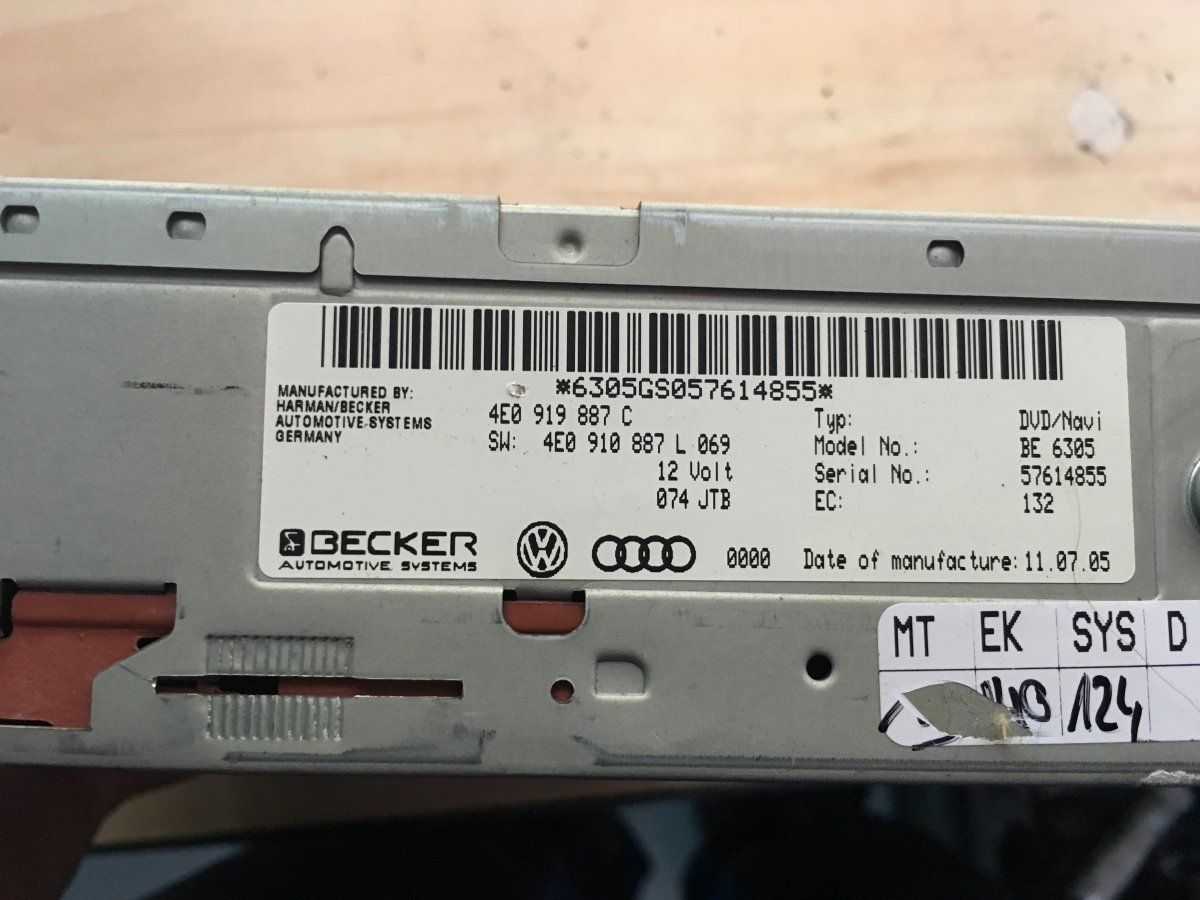 *6305GS057614855*
MANUFACTURED BY:
HARMAN/BECKER
AUTOMOTIVE SYSTEMS
GERMANY
4E0 919 887 C
SW: 4E0 910 887 L 069
12 Volt
074 JTB
Typ: DVD/Navi
Model No.: BE 6305
Serial No.: 57614855
EC: 132
BECKER
AUTOMOTIVE SYSTEMS
0000
Date of manufacture: 11.07.05
MT EK SYS D
124